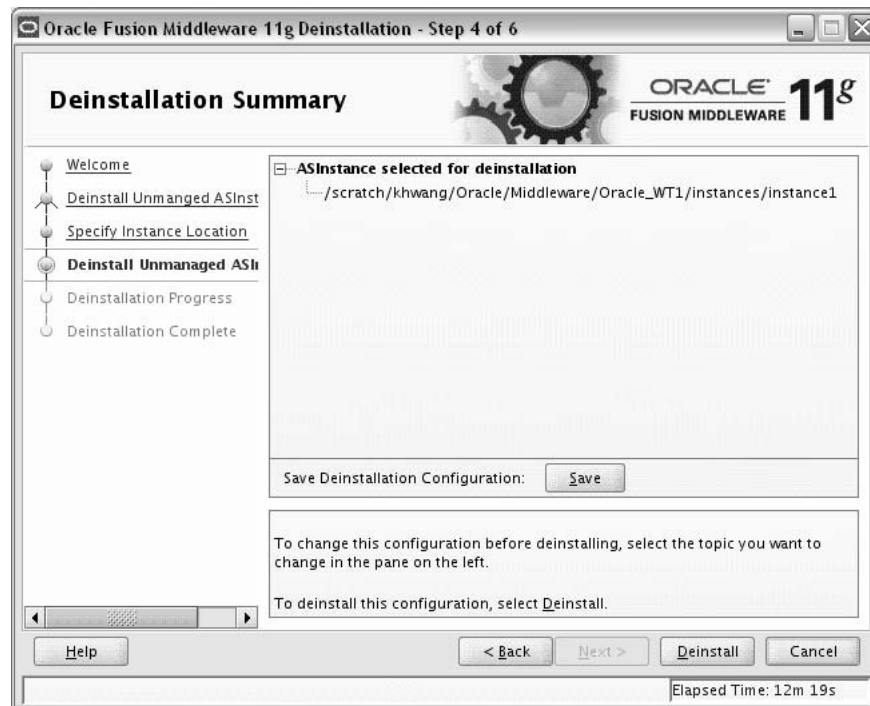 Oracle Fusion Middleware 11g Deinstallation - Step 4 of 6
Deinstallation Summary
ORACLE
FUSION MIDDLEWARE
11g
Welcome
Deinstall Unmanged ASInst
Specify Instance Location
Deinstall Unmanaged ASI
Deinstallation Progress
Deinstallation Complete
ASInstance selected for deinstallation
/scratch/khwang/Oracle/Middleware/Oracle_WT1/instances/instance1
Save Deinstallation Configuration:
Save
To change this configuration before deinstalling, select the topic you want to
change in the pane on the left.
To deinstall this configuration, select Deinstall.
Help
< Back
Next >
Deinstall
Cancel
Elapsed Time: 12m 19s